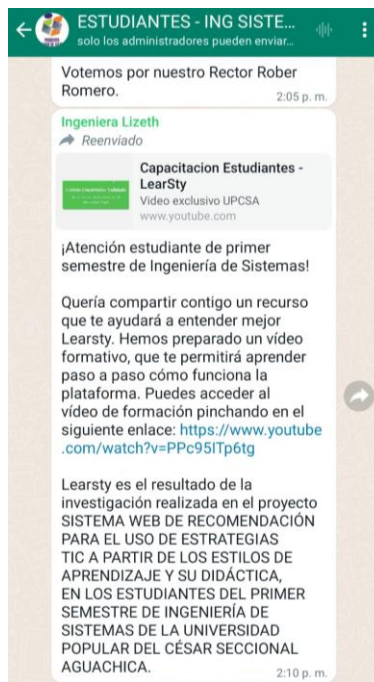 ESTUDIANTES - ING SISTE...
solo los administradores pueden enviar...
Votemos por nuestro Rector Rober
Romero.
2:05 p. m.
Ingeniera Lizeth
Reenviado
Capacitacion Estudiantes -
LearSty
Video exclusivo UPCSA
www.youtube.com
¡Atención estudiante de primer
semestre de Ingeniería de Sistemas!
Quería compartir contigo un recurso
que te ayudará a entender mejor
Learsty. Hemos preparado un vídeo
formativo, que te permitirá aprender
paso a paso cómo funciona la
plataforma. Puedes acceder al
vídeo de formación pinchando en el
siguiente enlace: https://www.youtube
.com/watch?v=PPc95ITp6tg
Learsty es el resultado de la
investigación realizada en el proyecto
SISTEMA WEB DE RECOMENDACIÓN
PARA EL USO DE ESTRATEGIAS
TIC A PARTIR DE LOS ESTILOS DE
APRENDIZAJE Y SU DIDÁCTICA,
EN LOS ESTUDIANTES DEL PRIMER
SEMESTRE DE INGENIERÍA DE
SISTEMAS DE LA UNIVERSIDAD
POPULAR DEL CÉSAR SECCIONAL
AGUACHICA.
2:10 p. m.